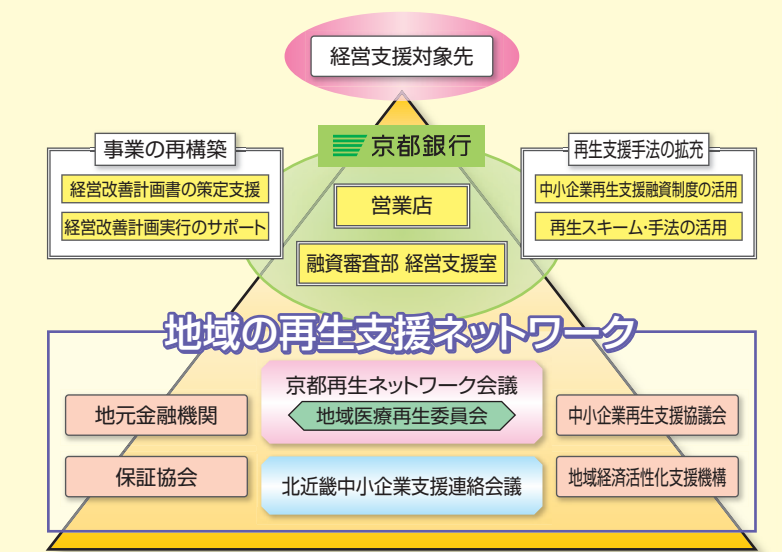 経営支援対象先
京都銀行
事業の再構築
経営改善計画書の策定支援
経営改善計画実行のサポート
営業店
融資審査部 経営支援室
再生支援手法の拡充
中小企業再生支援融資制度の活用
再生スキーム・手法の活用
地域の再生支援ネットワーク
地元金融機関
保証協会
京都再生ネットワーク会議
地域医療再生委員会
北近畿中小企業支援連絡会議
中小企業再生支援協議会
地域経済活性化支援機構